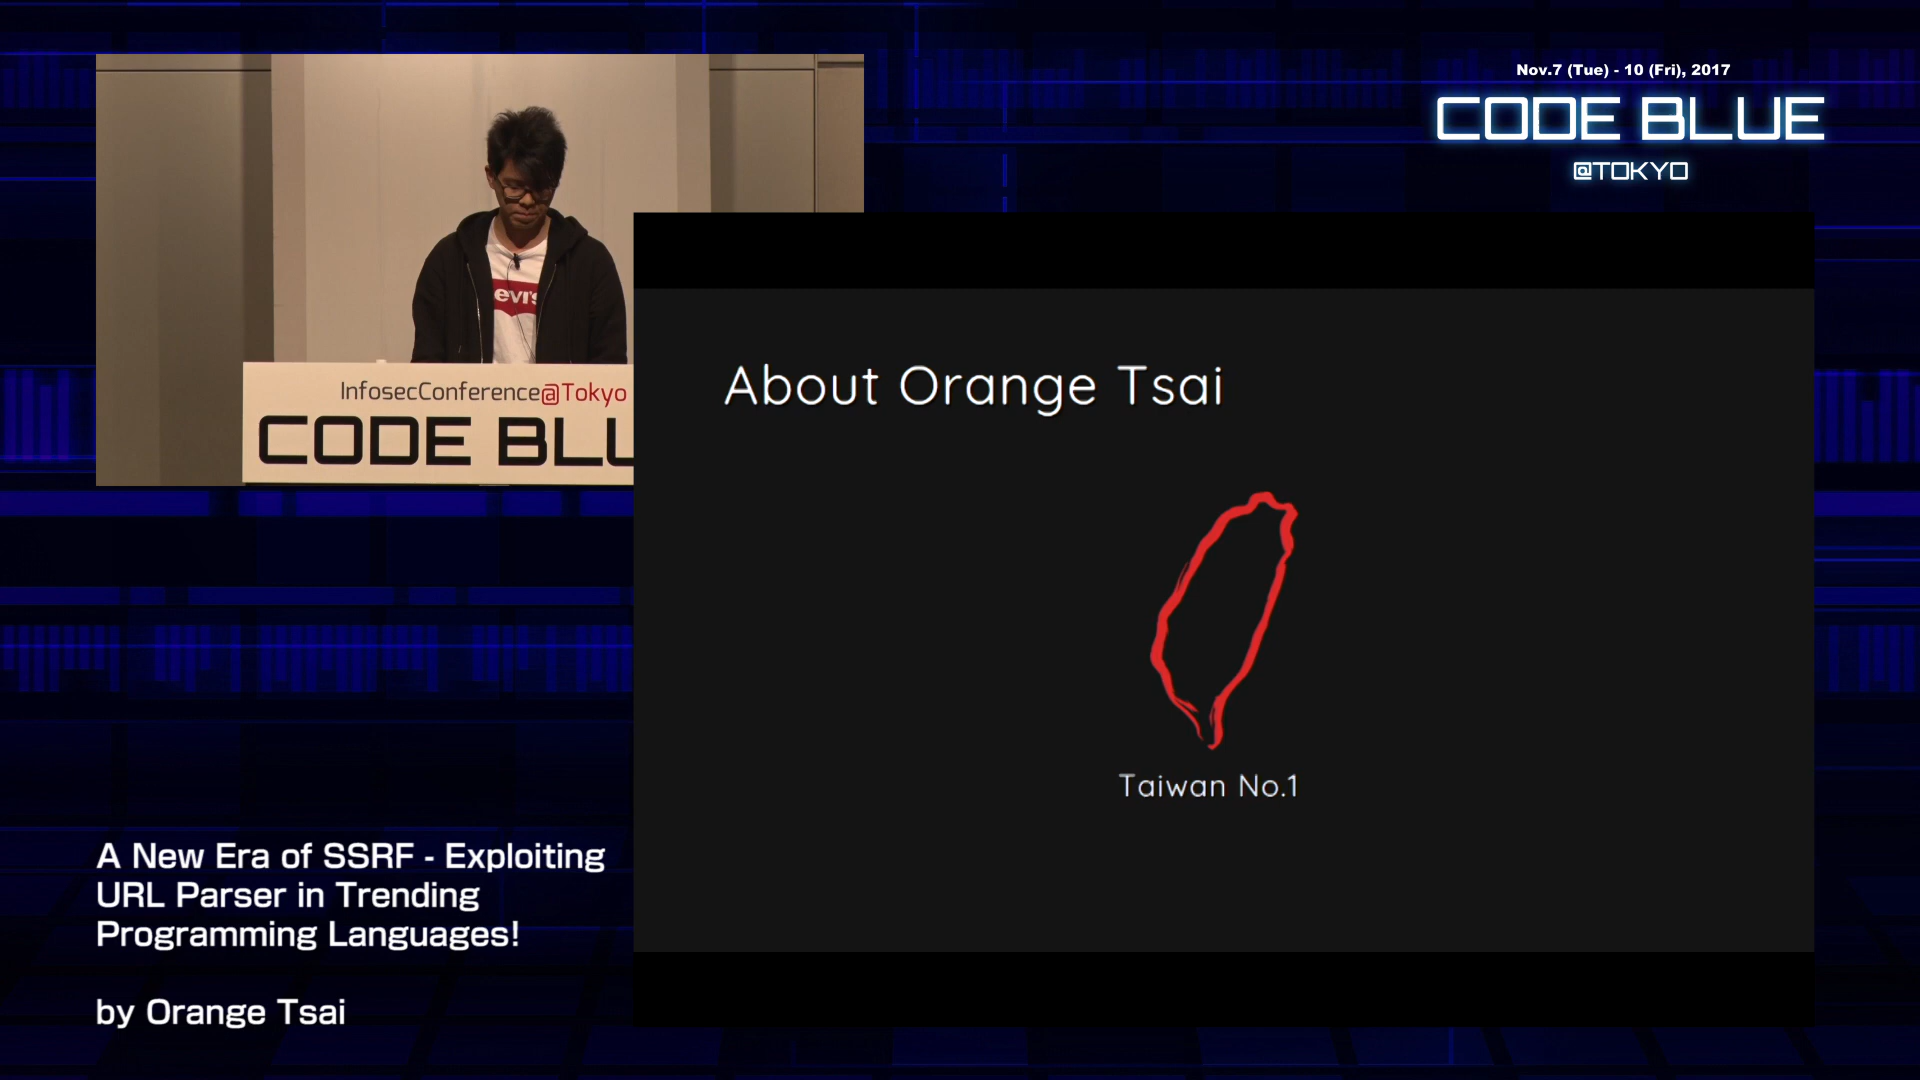 Nov.7 (Tue) - 10 (Fri), 2017
CODE BLUE
@TOKYO
evi's
InfosecConference@Tokyo
CODE BLU
About Orange Tsai
Taiwan No.1
A New Era of SSRF - Exploiting
URL Parser in Trending
Programming Languages!
by Orange Tsai